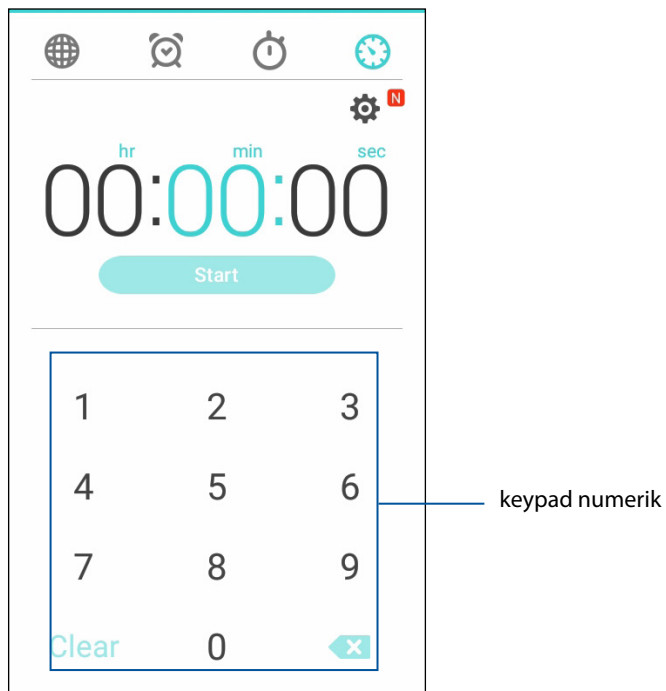 N
hr min sec
00:00:00
Start
1 2 3
4 5 6
keypad numerik
7 8 9
Clear 0